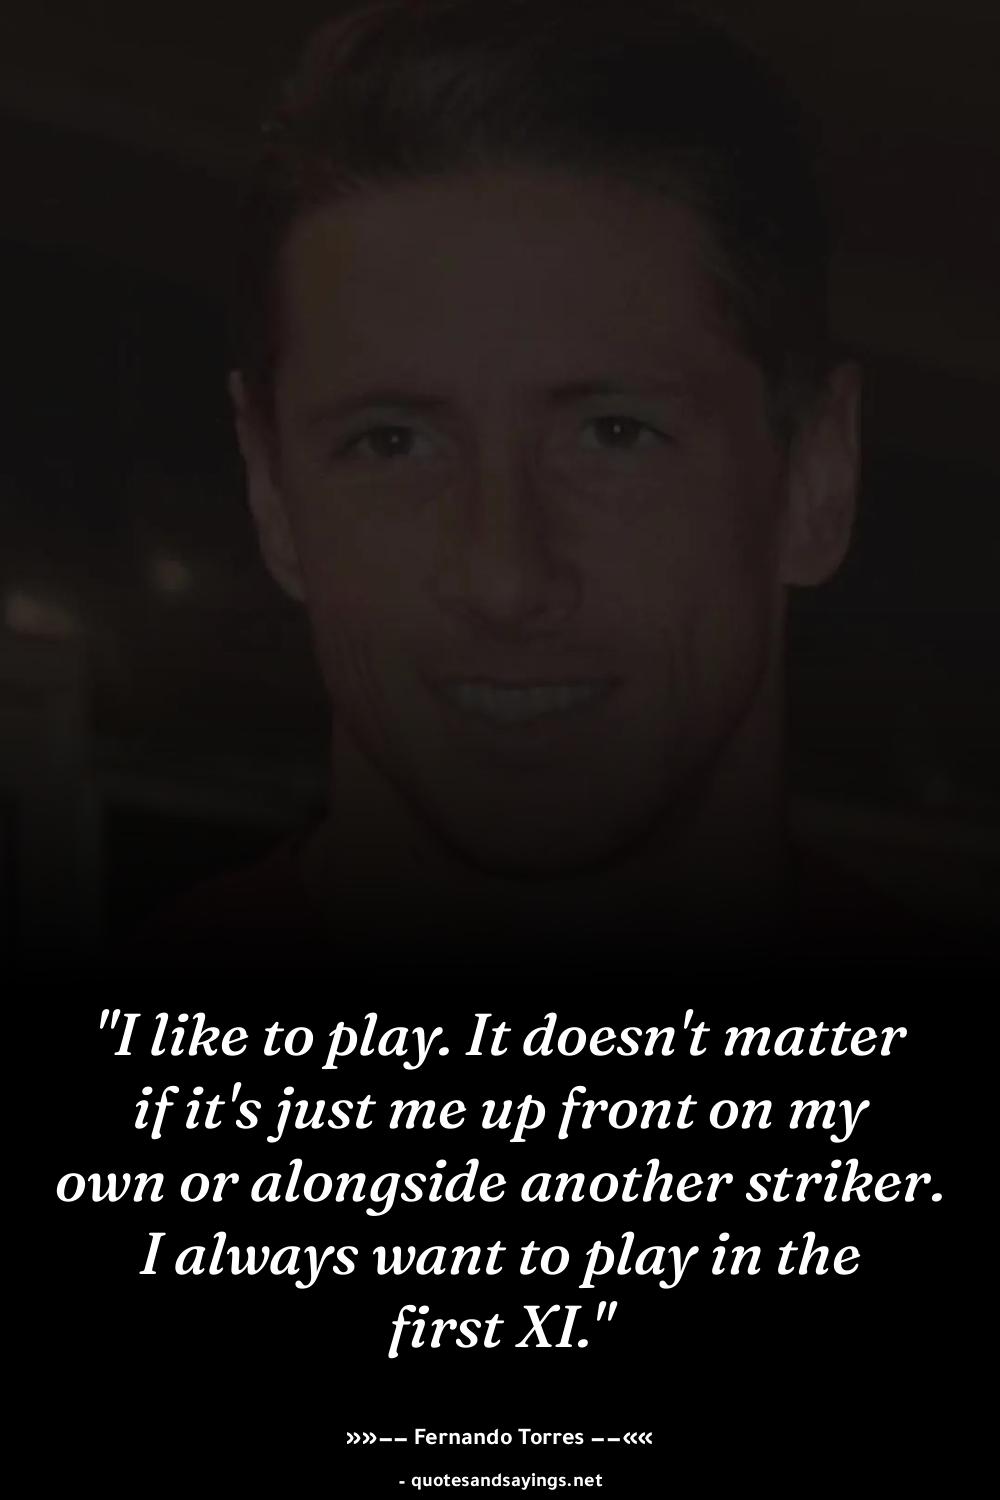 "I like to play. It doesn't matter
if it's just me up front on my
own or alongside another striker.
I always want to play in the
first XI."
»»–– Fernando Torres ––««
- quotesandsayings.net